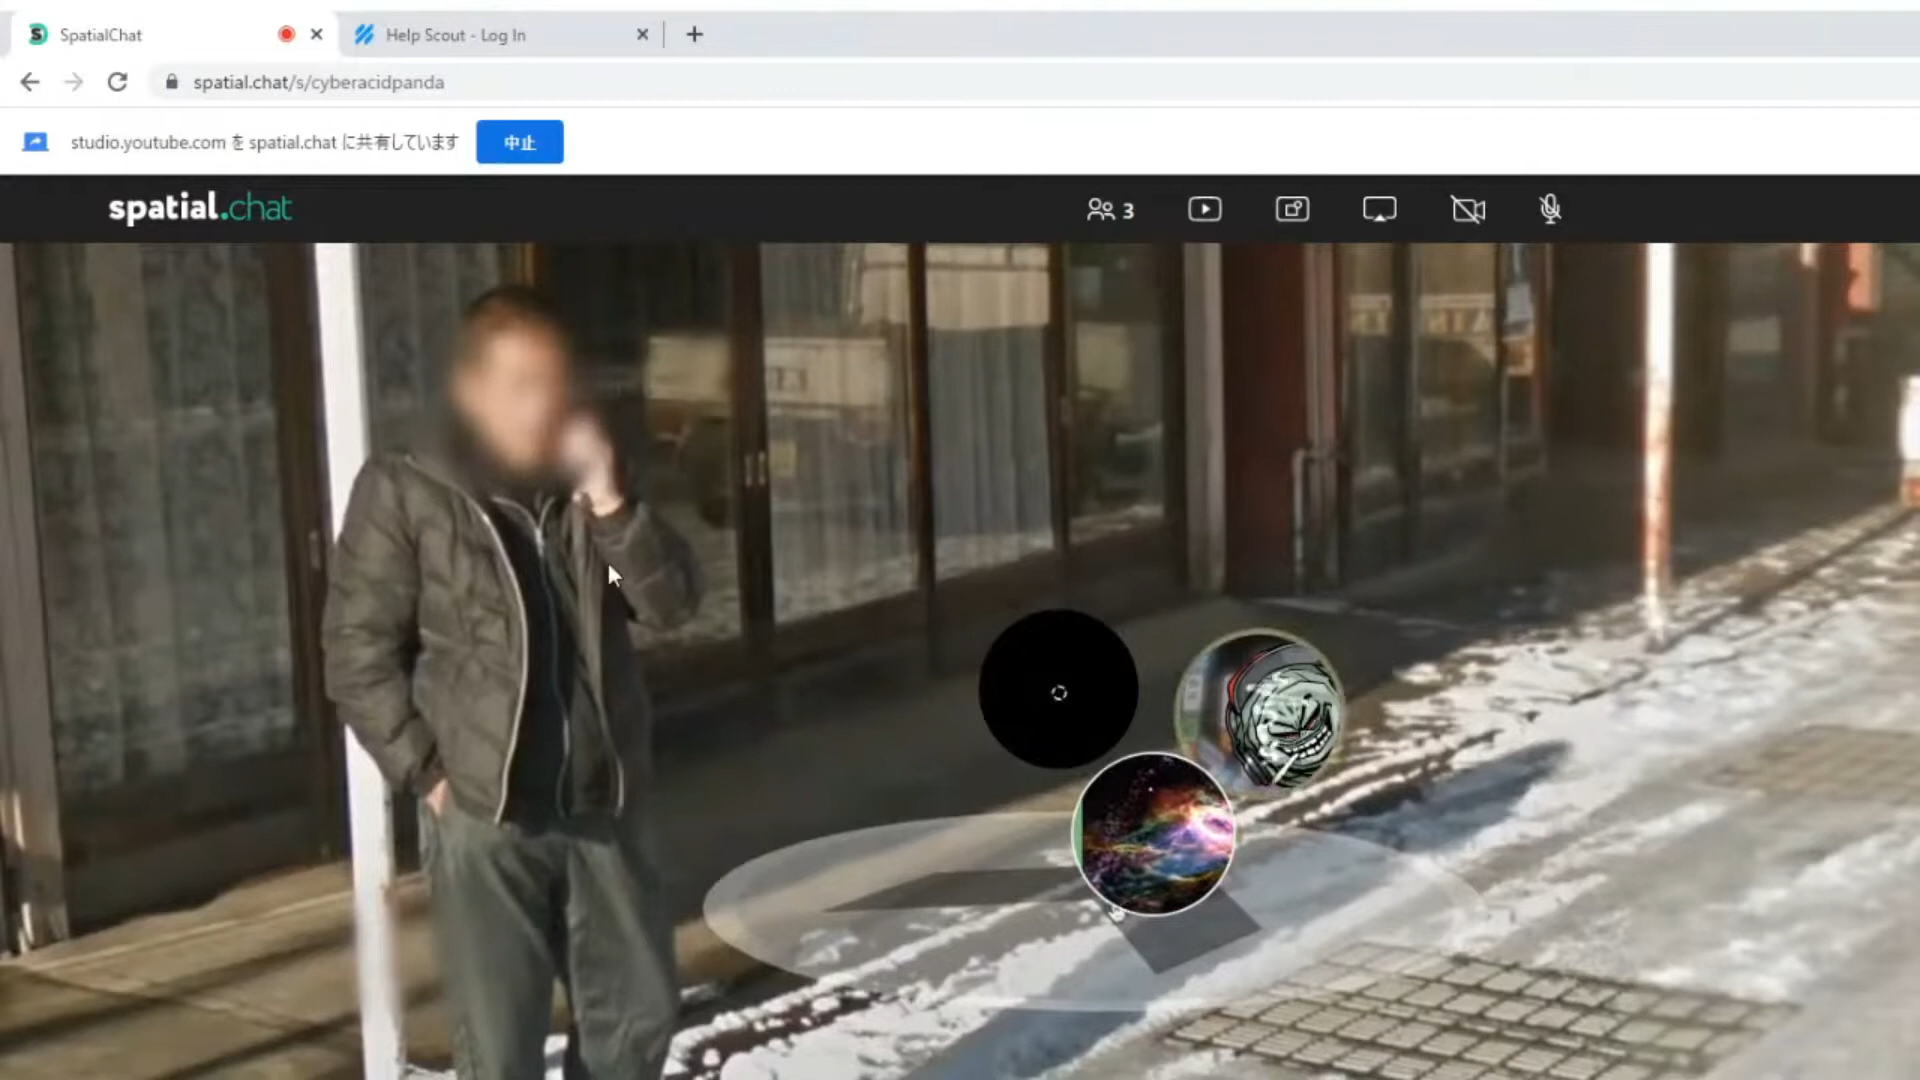 SpatialChat
Help Scout - Log In
spatial.chat/s/cyberacidpanda
studio.youtube.com を spatial.chat に共有しています
中止
spatial.chat
3